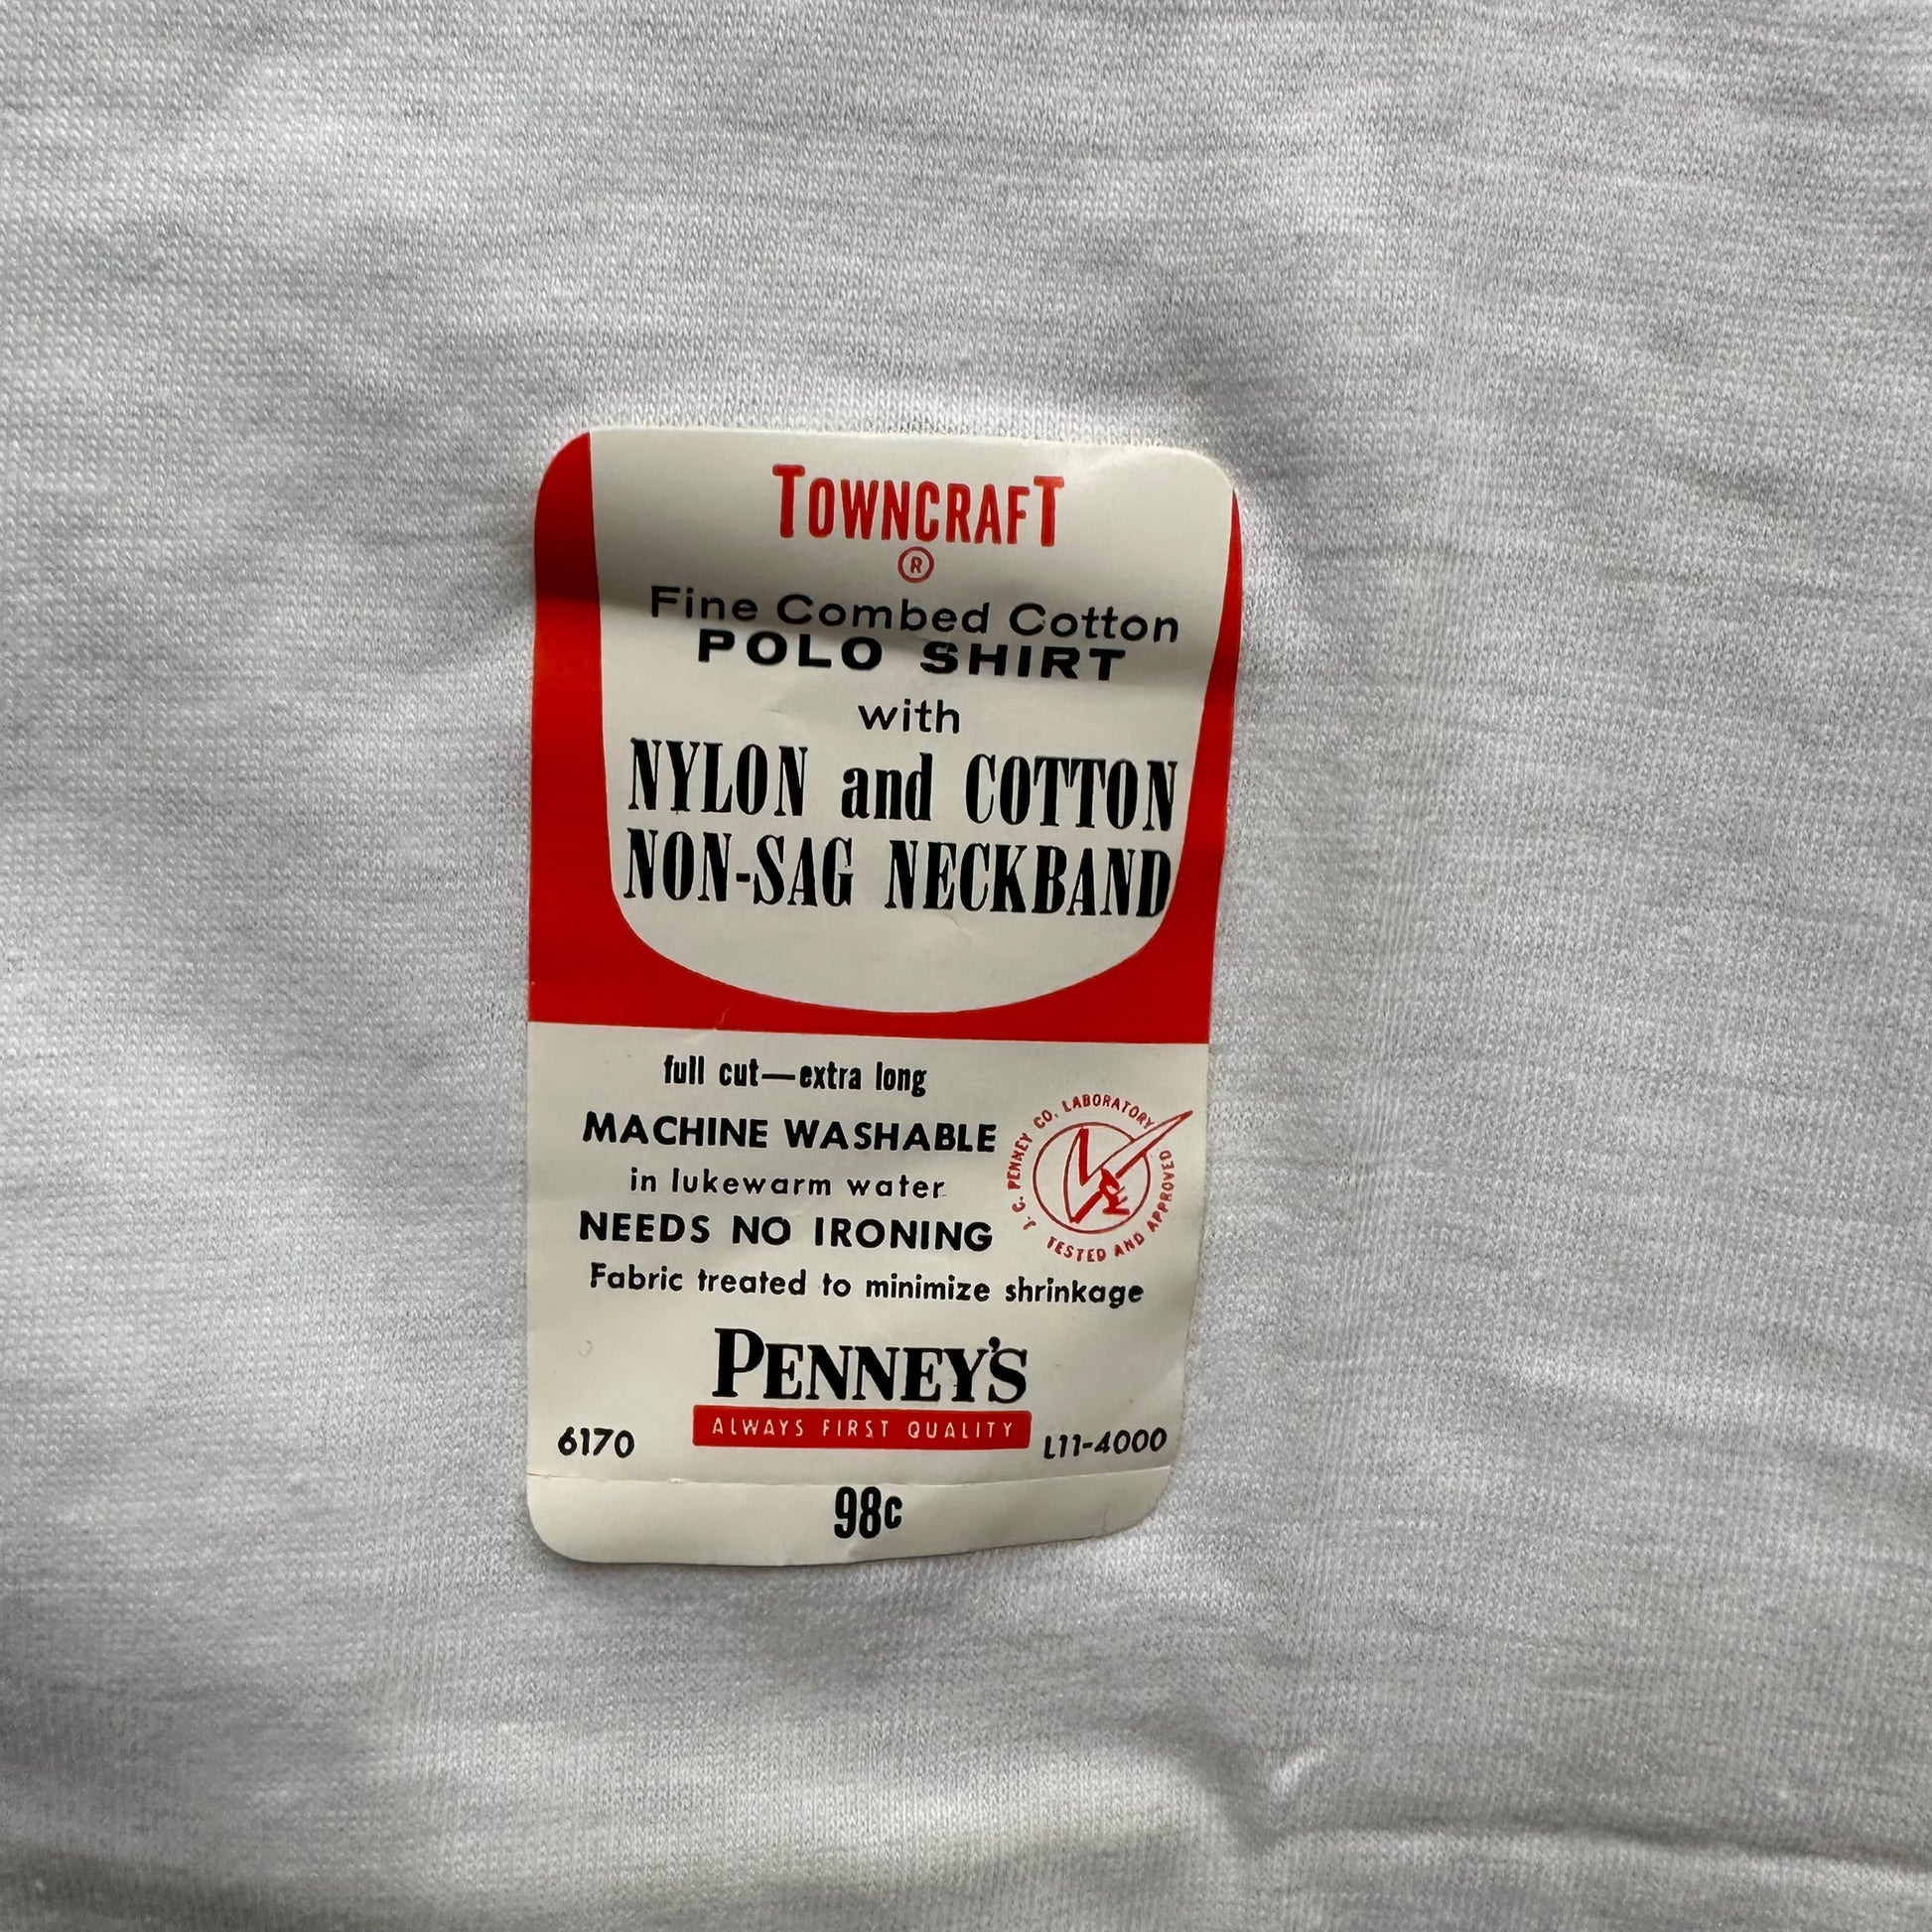 TOWNCRAFT
®
Fine Combed Cotton
POLO SHIRT
with
NYLON and COTTON
NON-SAG NECKBAND
full cut—extra long
MACHINE WASHABLE
in lukewarm water
NEEDS NO IRONING
Fabric treated to minimize shrinkage
J. C. PENNEY CO. LABORATORY
TESTED AND APPROVED
PENNEY'S
ALWAYS FIRST QUALITY
6170
L11-4000
98c